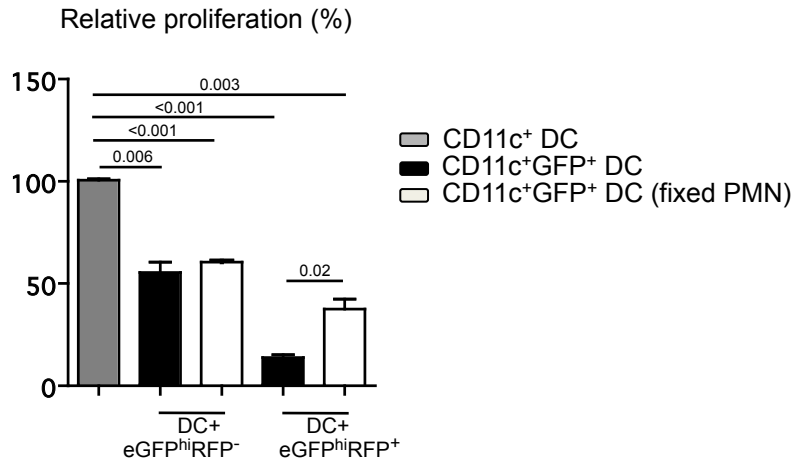 Relative proliferation (%)
150
0.003
<0.001
<0.001
0.006
CD11c⁺ DC
CD11c⁺GFP⁺ DC
CD11c⁺GFP⁺ DC (fixed PMN)
100
50
0.02
0
DC+
eGFPʰⁱRFP⁻
DC+
eGFPʰⁱRFP⁺